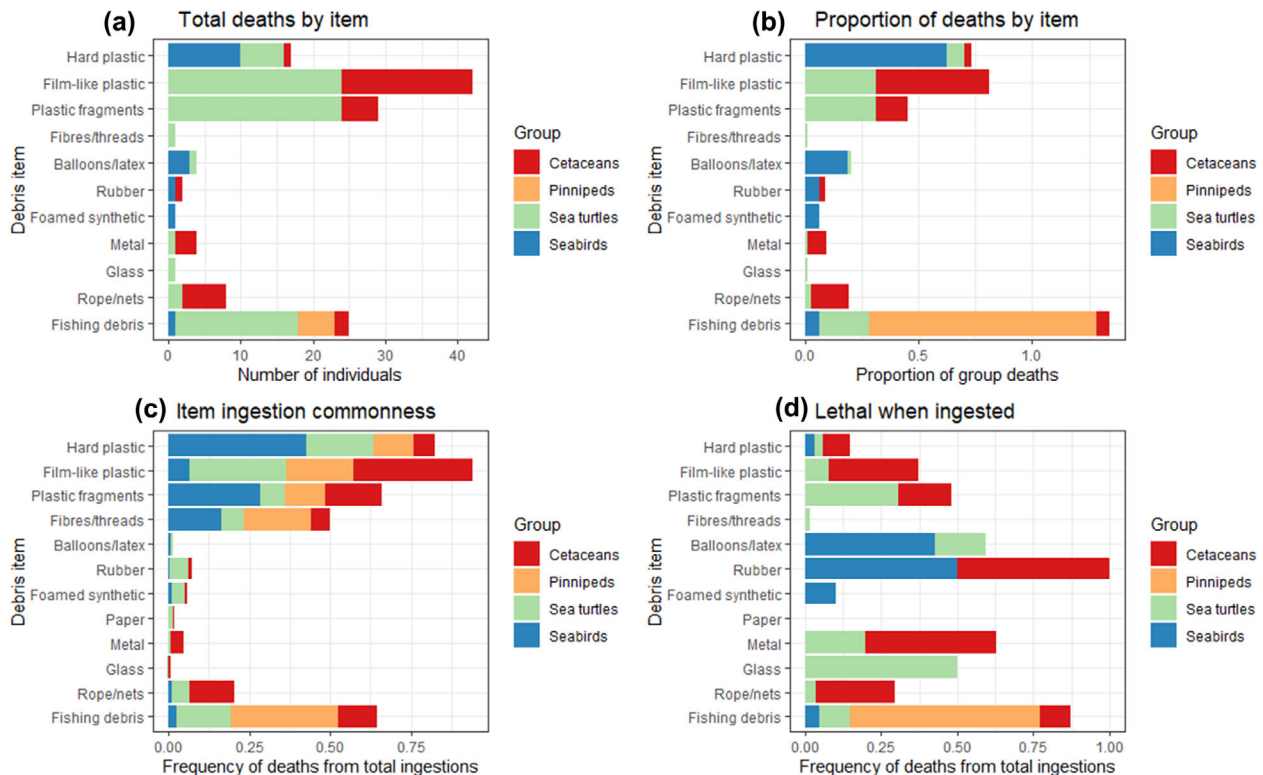 (a) Total deaths by item
Debris item
Hard plastic
Film-like plastic
Plastic fragments
Fibres/threads
Balloons/latex
Rubber
Foamed synthetic
Metal
Glass
Rope/nets
Fishing debris
0 10 20 30 40
Number of individuals
Group
Cetaceans
Pinnipeds
Sea turtles
Seabirds
(b) Proportion of deaths by item
Debris item
Hard plastic
Film-like plastic
Plastic fragments
Fibres/threads
Balloons/latex
Rubber
Foamed synthetic
Metal
Glass
Rope/nets
Fishing debris
0.0 0.5 1.0
Proportion of group deaths
Group
Cetaceans
Pinnipeds
Sea turtles
Seabirds
(c) Item ingestion commonness
Debris item
Hard plastic
Film-like plastic
Plastic fragments
Fibres/threads
Balloons/latex
Rubber
Foamed synthetic
Paper
Metal
Glass
Rope/nets
Fishing debris
0.00 0.25 0.50 0.75
Frequency of deaths from total ingestions
Group
Cetaceans
Pinnipeds
Sea turtles
Seabirds
(d) Lethal when ingested
Debris item
Hard plastic
Film-like plastic
Plastic fragments
Fibres/threads
Balloons/latex
Rubber
Foamed synthetic
Paper
Metal
Glass
Rope/nets
Fishing debris
0.00 0.25 0.50 0.75 1.00
Frequency of deaths from total ingestions
Group
Cetaceans
Pinnipeds
Sea turtles
Seabirds